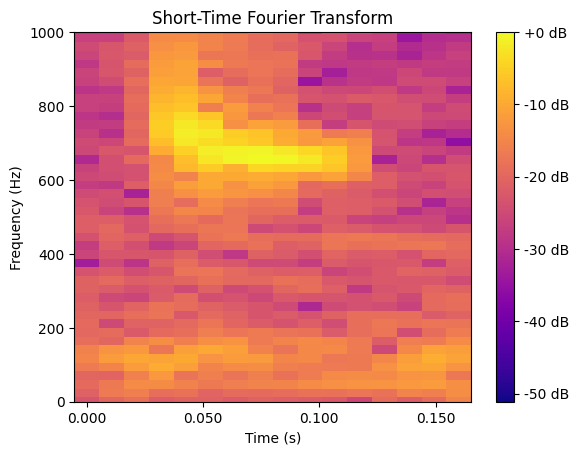 Short-Time Fourier Transform
1000
800
600
400
200
0
Frequency (Hz)
0.000
0.050
0.100
0.150
Time (s)
+0 dB
-10 dB
-20 dB
-30 dB
-40 dB
-50 dB